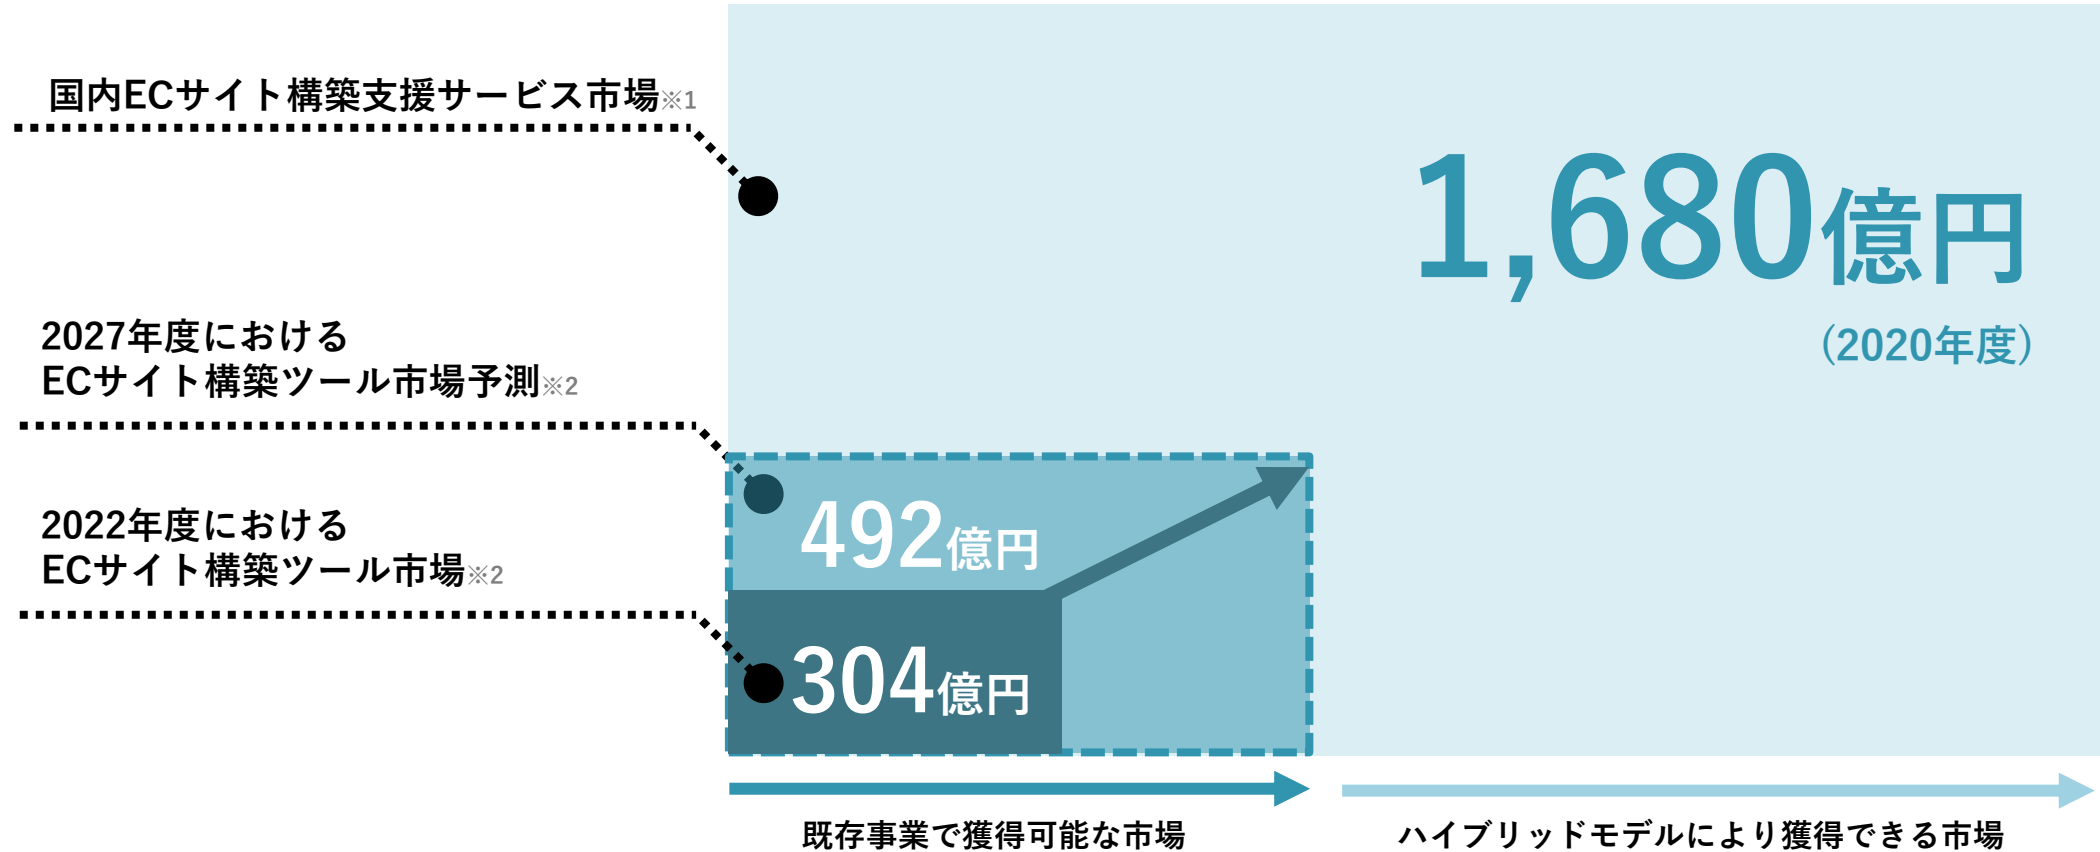 国内ECサイト構築支援サービス市場※1
1,680億円
(2020年度)
2027年度における
ECサイト構築ツール市場予測※2
492億円
2022年度における
ECサイト構築ツール市場※2
304億円
既存事業で獲得可能な市場
ハイブリッドモデルにより獲得できる市場